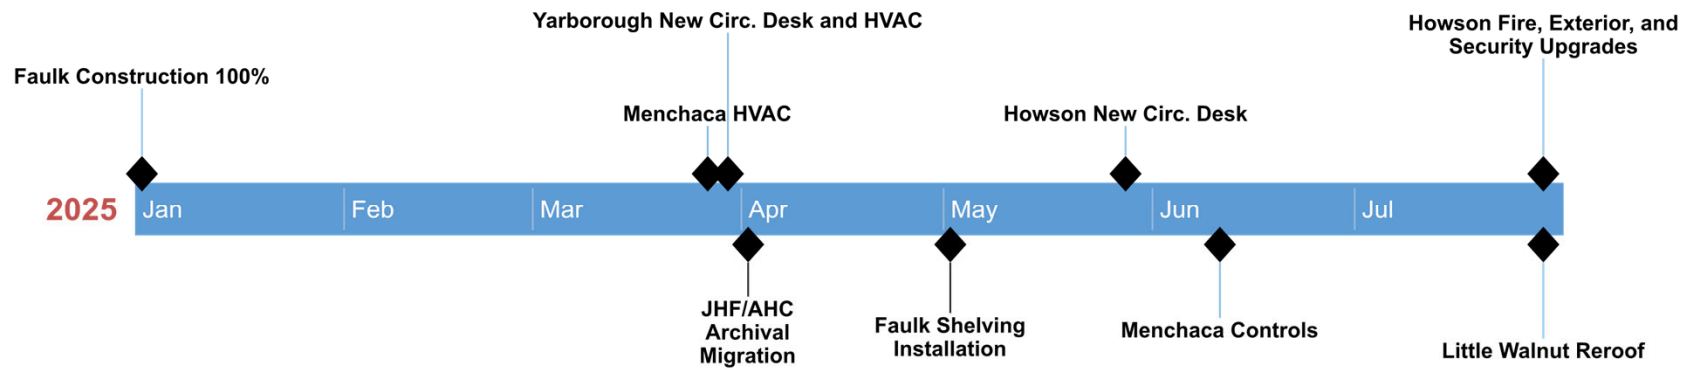 Yarborough New Circ. Desk and HVAC
Howson Fire, Exterior, and
Security Upgrades
Faulk Construction 100%
Menchaca HVAC
Howson New Circ. Desk
2025
Jan
Feb
Mar
Apr
May
Jun
Jul
JHF/AHC
Archival
Migration
Faulk Shelving
Installation
Menchaca Controls
Little Walnut Reroof